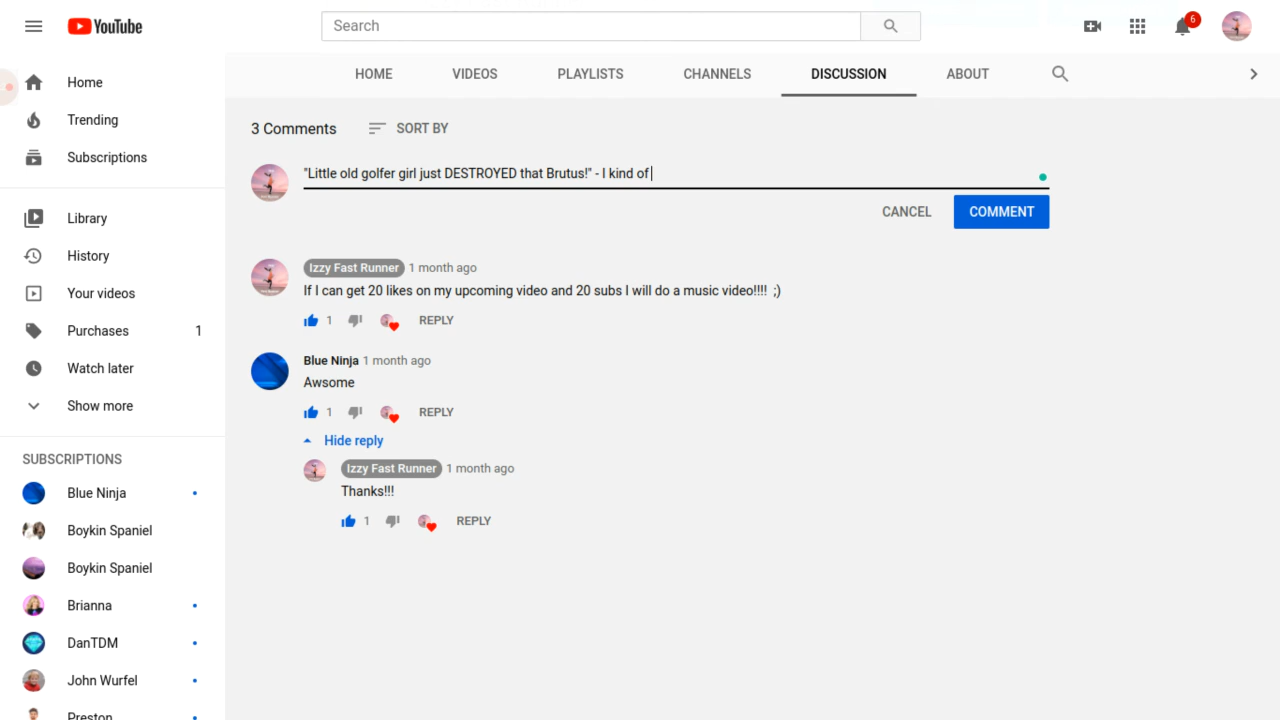 YouTube
Search
6
Home
Trending
Subscriptions
Library
History
Your videos
Purchases 1
Watch later
Show more
SUBSCRIPTIONS
Blue Ninja
Boykin Spaniel
Boykin Spaniel
Brianna
DanTDM
John Wurfel
Preston
HOME VIDEOS PLAYLISTS CHANNELS DISCUSSION ABOUT
3 Comments SORT BY
"Little old golfer girl just DESTROYED that Brutus!" - I kind of
CANCEL COMMENT
Izzy Fast Runner 1 month ago
If I can get 20 likes on my upcoming video and 20 subs I will do a music video!!!! ;)
1 REPLY
Blue Ninja 1 month ago
Awsome
1 REPLY
Hide reply
Izzy Fast Runner 1 month ago
Thanks!!!
1 REPLY